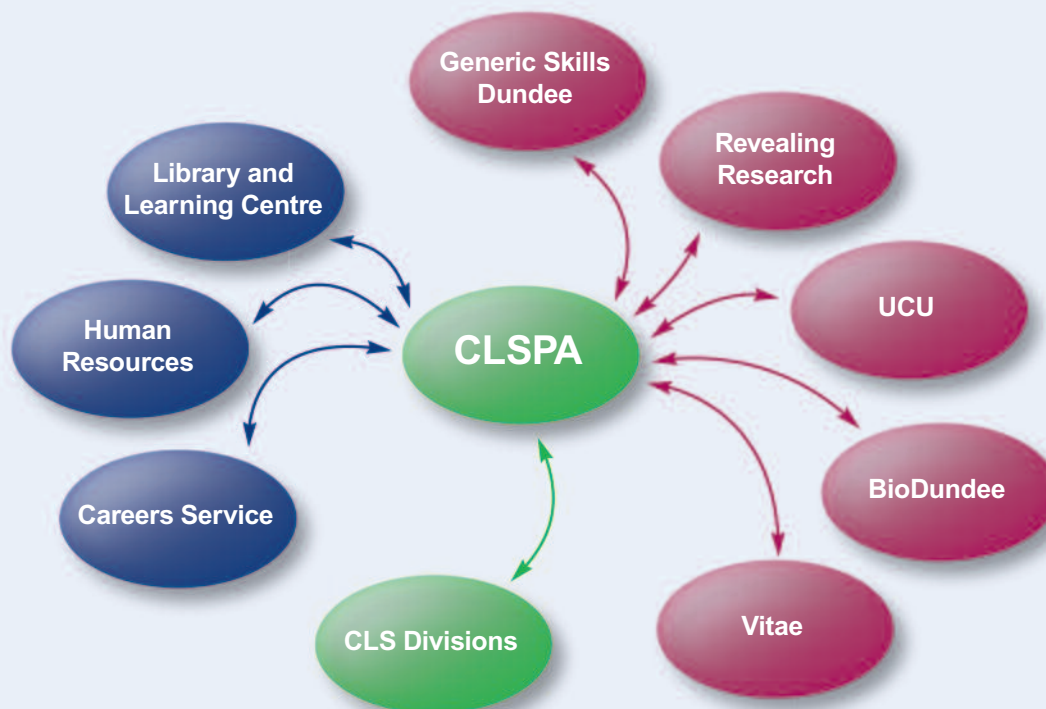 Generic Skills
Dundee
Revealing
Research
Library and
Learning Centre
UCU
Human
Resources
CLSPA
BioDundee
Careers Service
Vitae
CLS Divisions